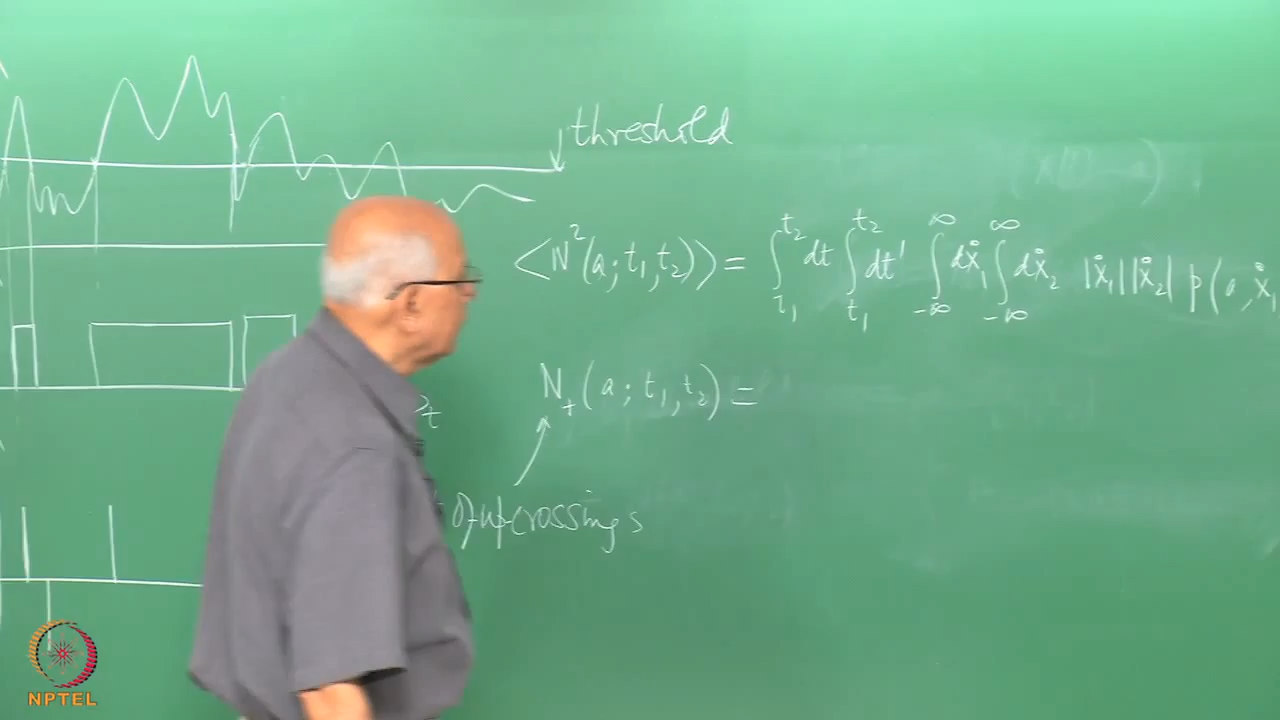 threshold
⟨N²(a; t₁, t₂)⟩ = ∫_{t₁}^{t₂} dt ∫_{t₁}^{t₂} dt' ∫_{-∞}^{∞} dẋ₁ ∫_{-∞}^{∞} dẋ₂ |ẋ₁||ẋ₂| p(a, ẋ₁
N₊(a; t₁, t₂) =
t
of upcrossings
NPTEL